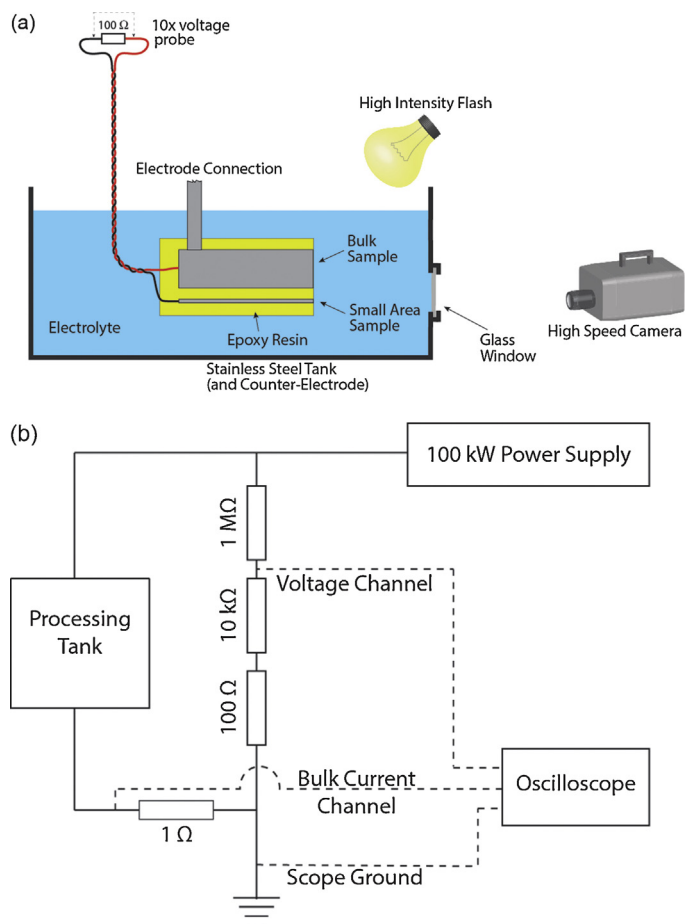 (a)
100 Ω
10x voltage
probe
High Intensity Flash
Electrode Connection
Bulk
Sample
Small Area
Sample
Electrolyte
Epoxy Resin
Glass
Window
High Speed Camera
Stainless Steel Tank
(and Counter-Electrode)
(b)
100 kW Power Supply
1 MΩ
Voltage Channel
Processing
Tank
10 kΩ
100 Ω
Bulk Current
Channel
Oscilloscope
1 Ω
Scope Ground